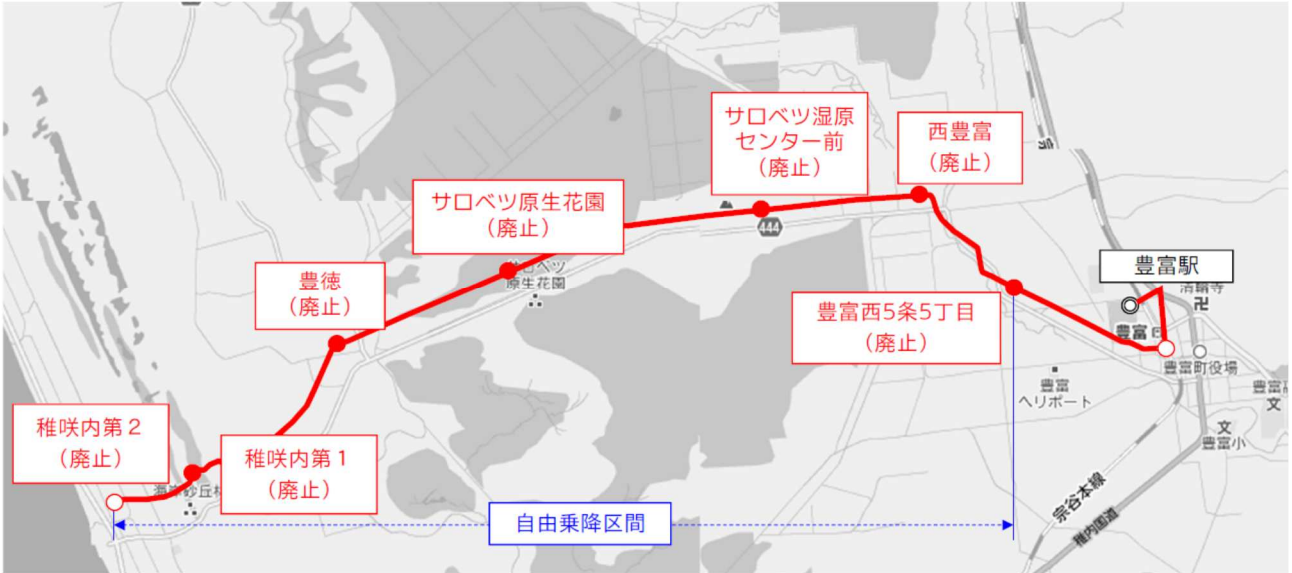 サロベツ湿原
センター前
（廃止）
西豊富
（廃止）
サロベツ原生花園
（廃止）
444
豊富駅
豊徳
（廃止）
原生花園
豊富西5条5丁目
（廃止）
豊富
豊富町役場
豊富
ヘリポート
文
文
豊富小
稚咲内第２
（廃止）
稚咲内第１
（廃止）
自由乗降区間
宗谷本線
稚内国道